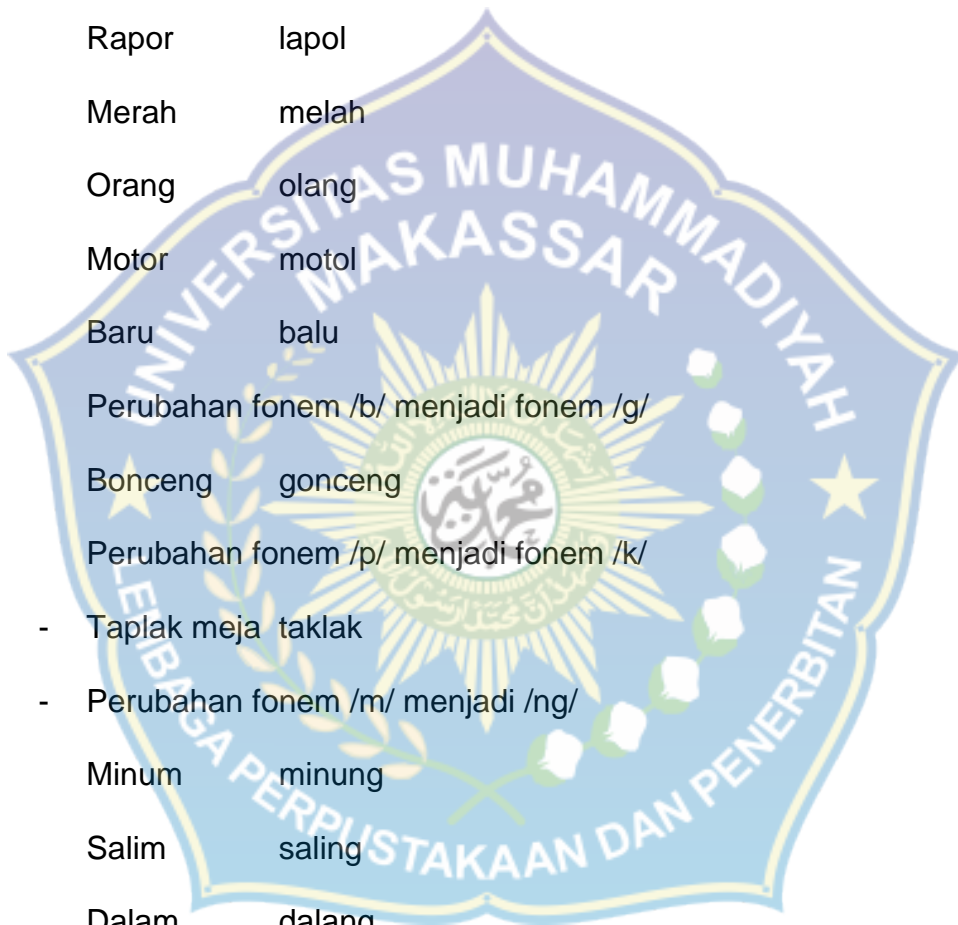 Rapor lapol
Merah melah
Orang olang
Motor motol
Baru balu
Perubahan fonem /b/ menjadi fonem /g/
Bonceng gonceng
Perubahan fonem /p/ menjadi fonem /k/
- Taplak meja taklak
- Perubahan fonem /m/ menjadi /ng/
Minum minung
Salim saling
Dalam dalang
UNIVERSITAS MUHAMMADIYAH
MAKASSAR
LEMBAGA PERPUSTAKAAN DAN PENERBITAN